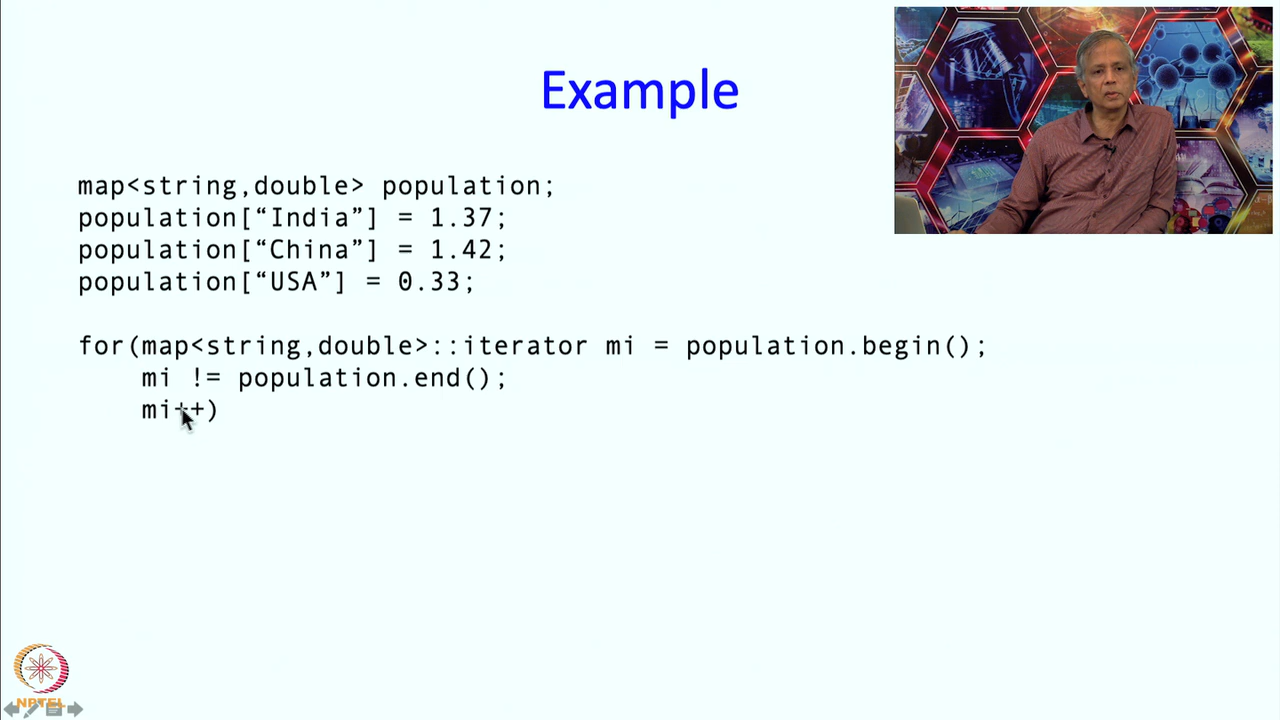 Example
map<string,double> population;
population[“India”] = 1.37;
population[“China”] = 1.42;
population[“USA”] = 0.33;
for(map<string,double>::iterator mi = population.begin();
mi != population.end();
mi++)
NPTEL